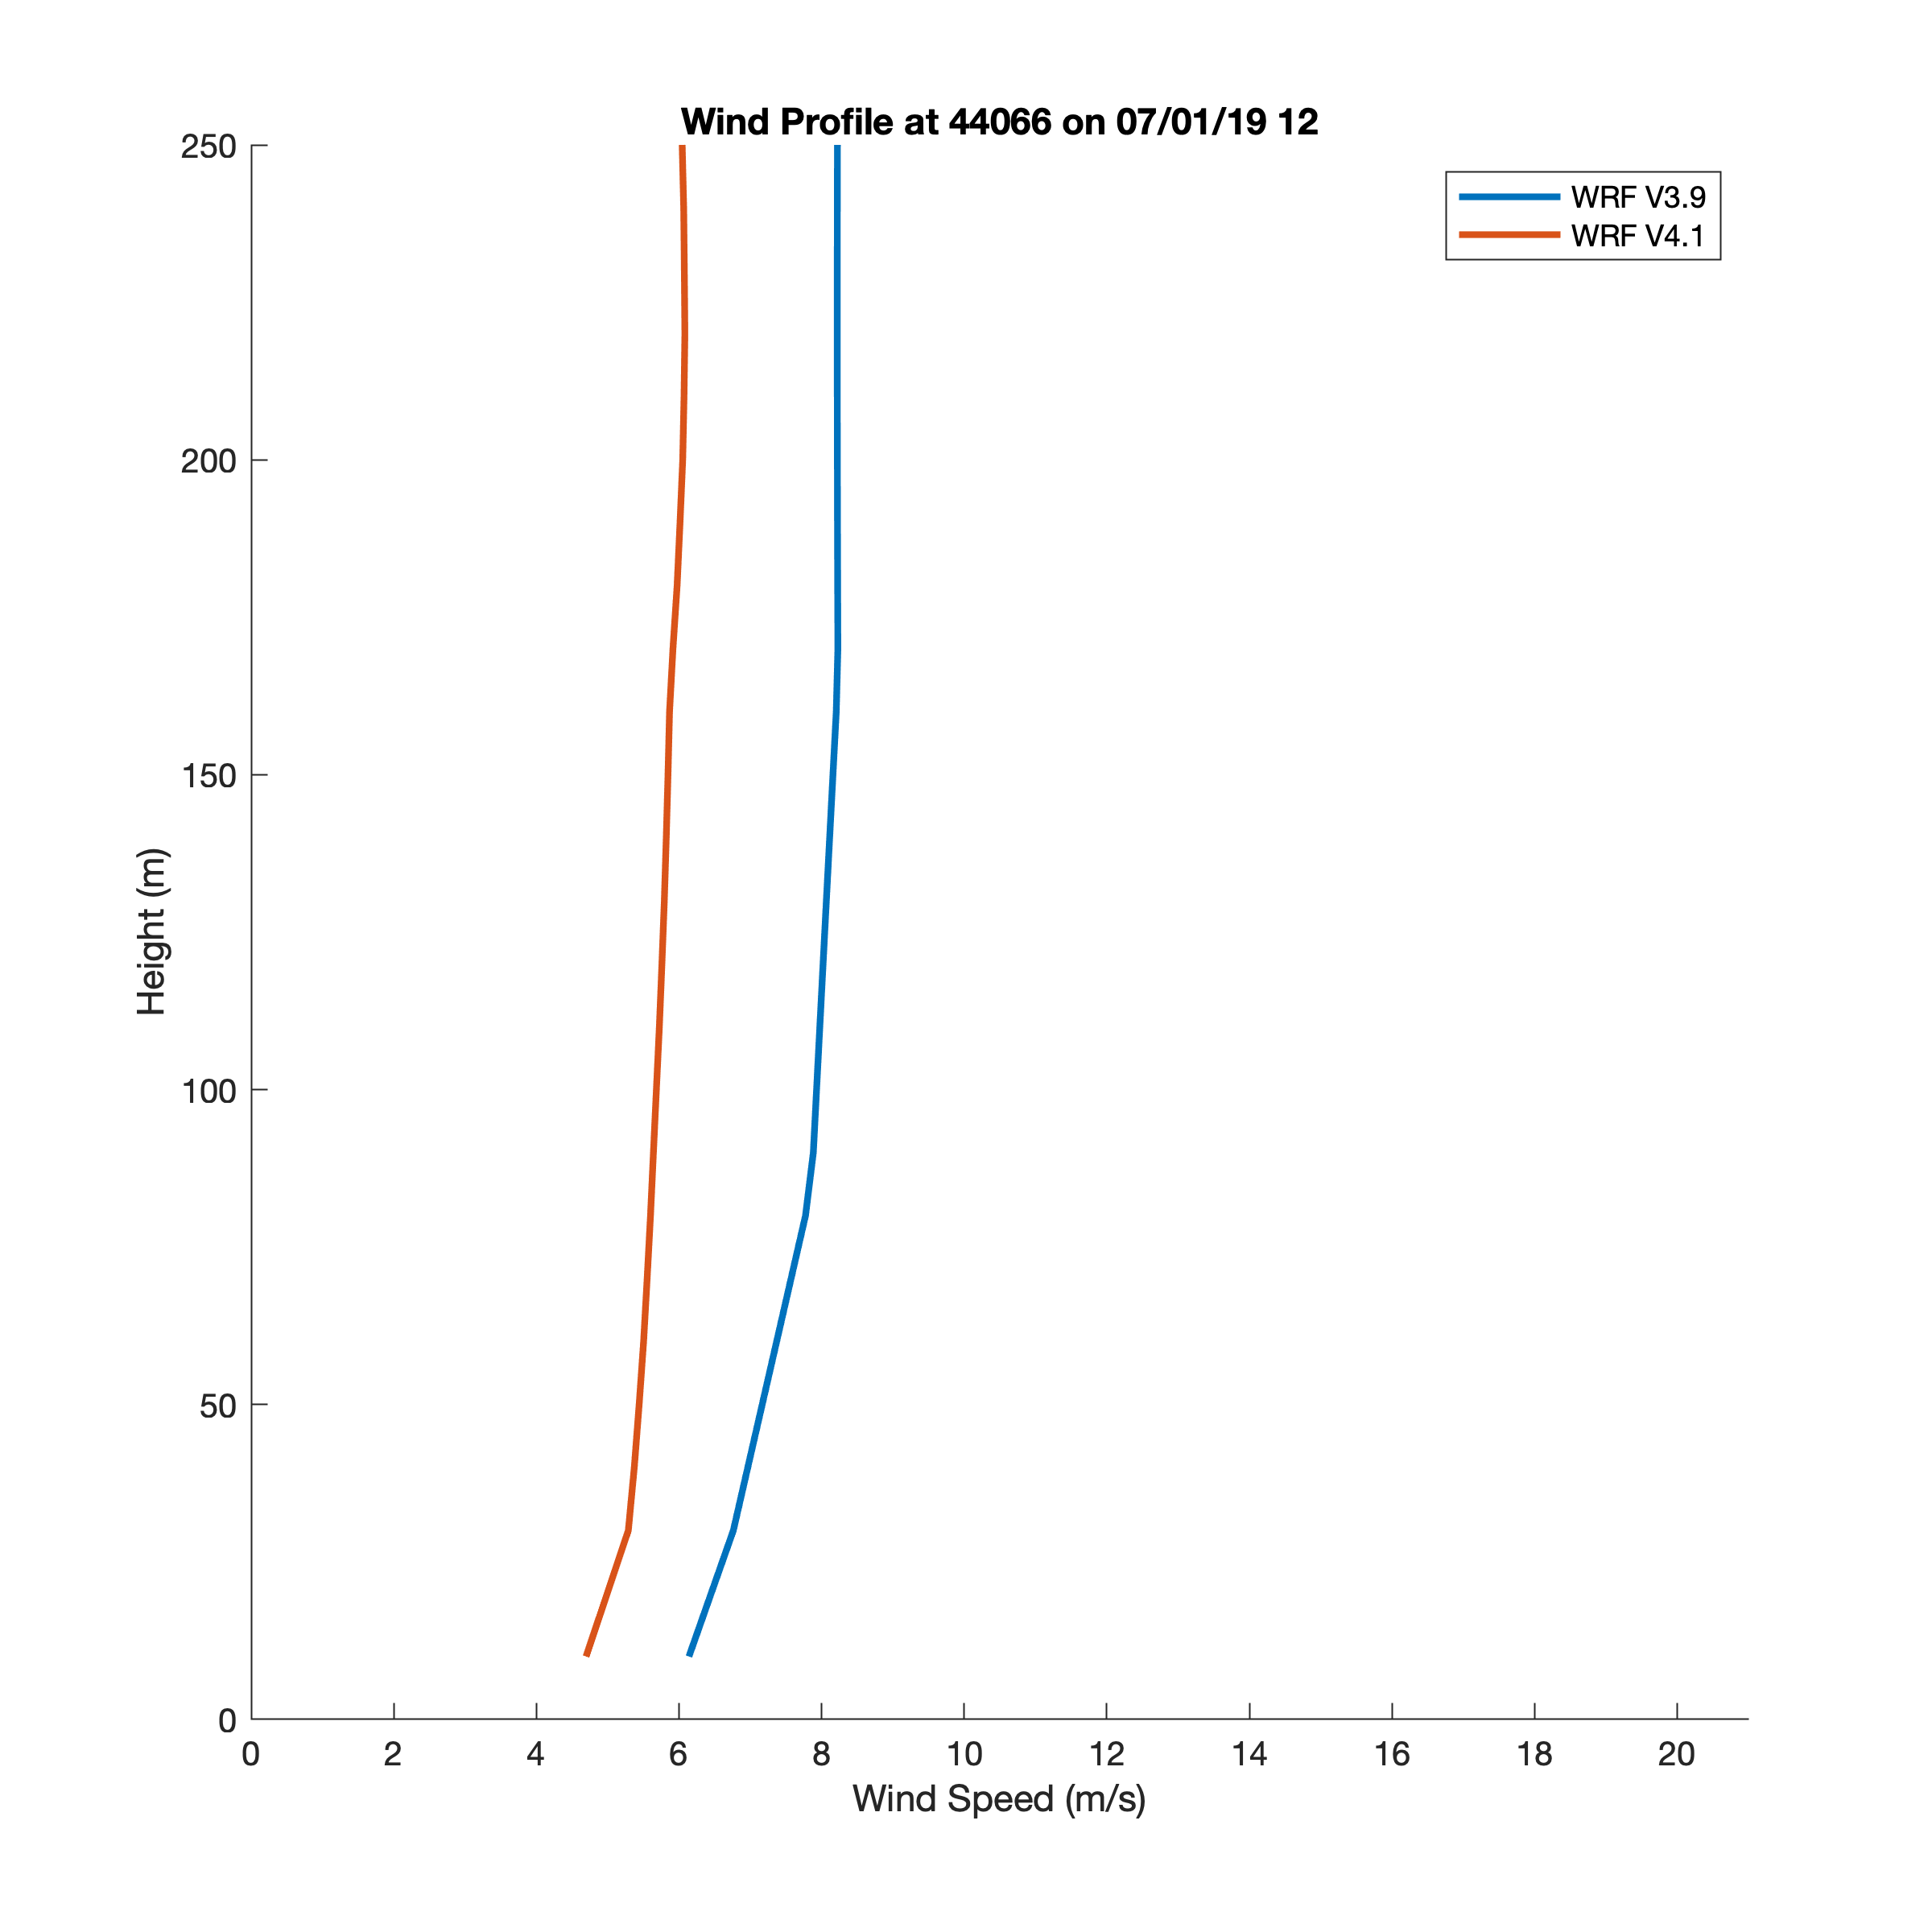 Wind Profile at 44066 on 07/01/19 12
WRF V3.9
WRF V4.1
250
200
150
100
50
0
Height (m)
0 2 4 6 8 10 12 14 16 18 20
Wind Speed (m/s)